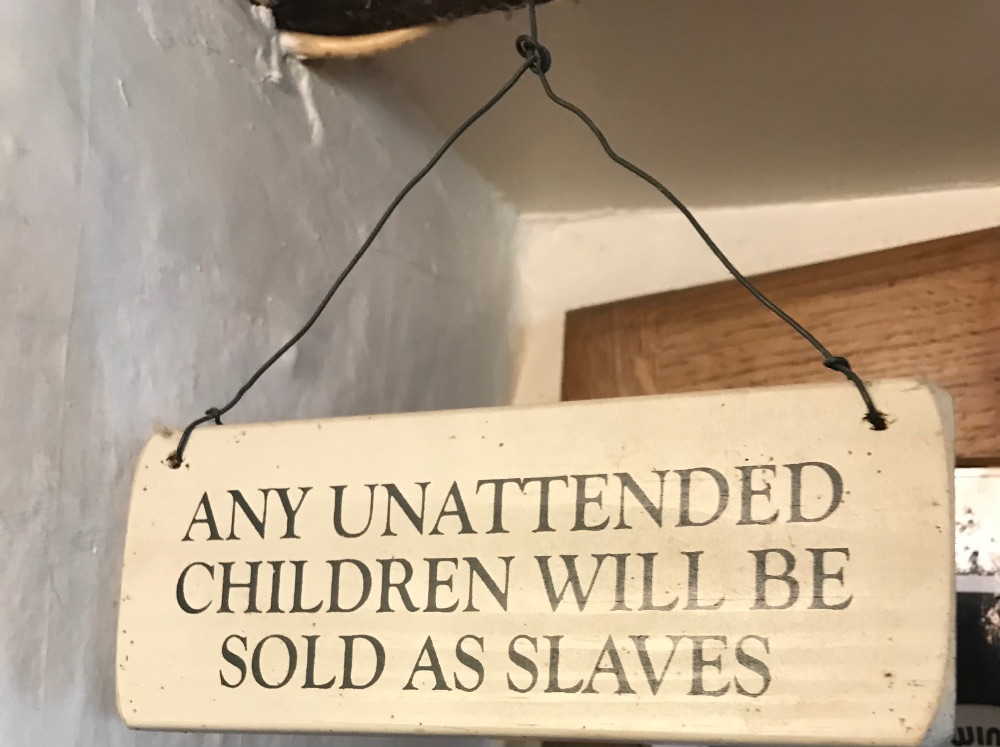 ANY UNATTENDED
CHILDREN WILL BE
SOLD AS SLAVES